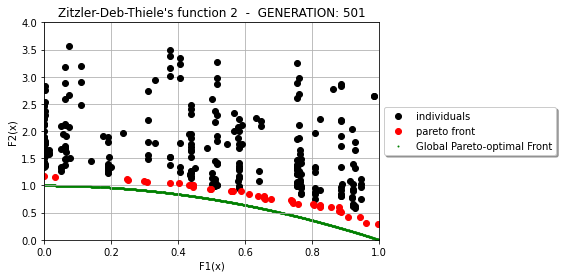 Zitzler-Deb-Thiele's function 2 - GENERATION: 501
4.0
3.5
3.0
2.5
2.0
1.5
1.0
0.5
0.0
F2(x)
0.0 0.2 0.4 0.6 0.8 1.0
F1(x)
individuals
pareto front
Global Pareto-optimal Front